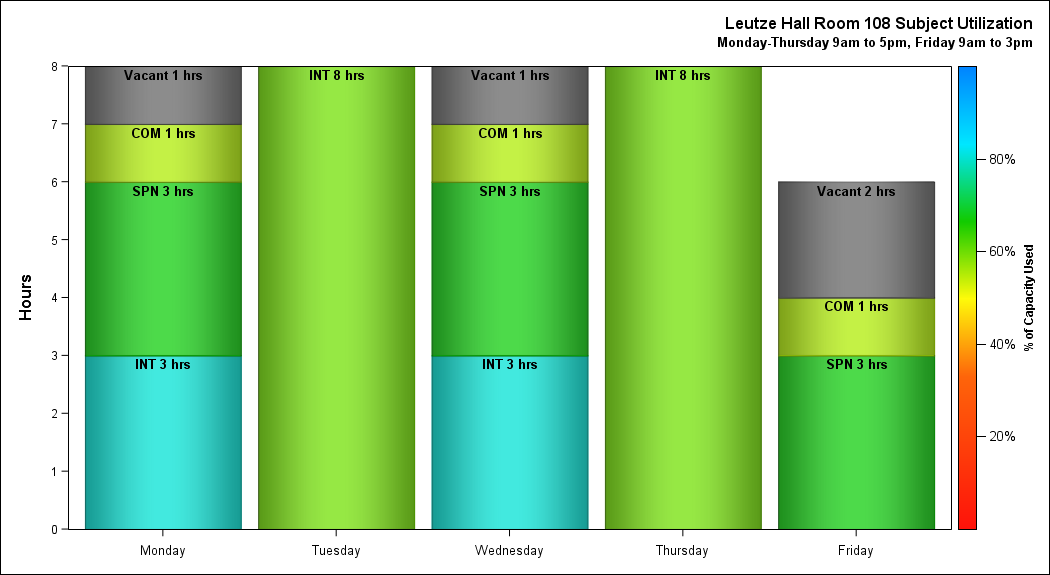 Leutze Hall Room 108 Subject Utilization
Monday-Thursday 9am to 5pm, Friday 9am to 3pm
Hours
8
7
6
5
4
3
2
1
0
Vacant 1 hrs
COM 1 hrs
SPN 3 hrs
INT 3 hrs
INT 8 hrs
Vacant 1 hrs
COM 1 hrs
SPN 3 hrs
INT 3 hrs
INT 8 hrs
Vacant 2 hrs
COM 1 hrs
SPN 3 hrs
Monday
Tuesday
Wednesday
Thursday
Friday
80%
60%
40%
20%
% of Capacity Used